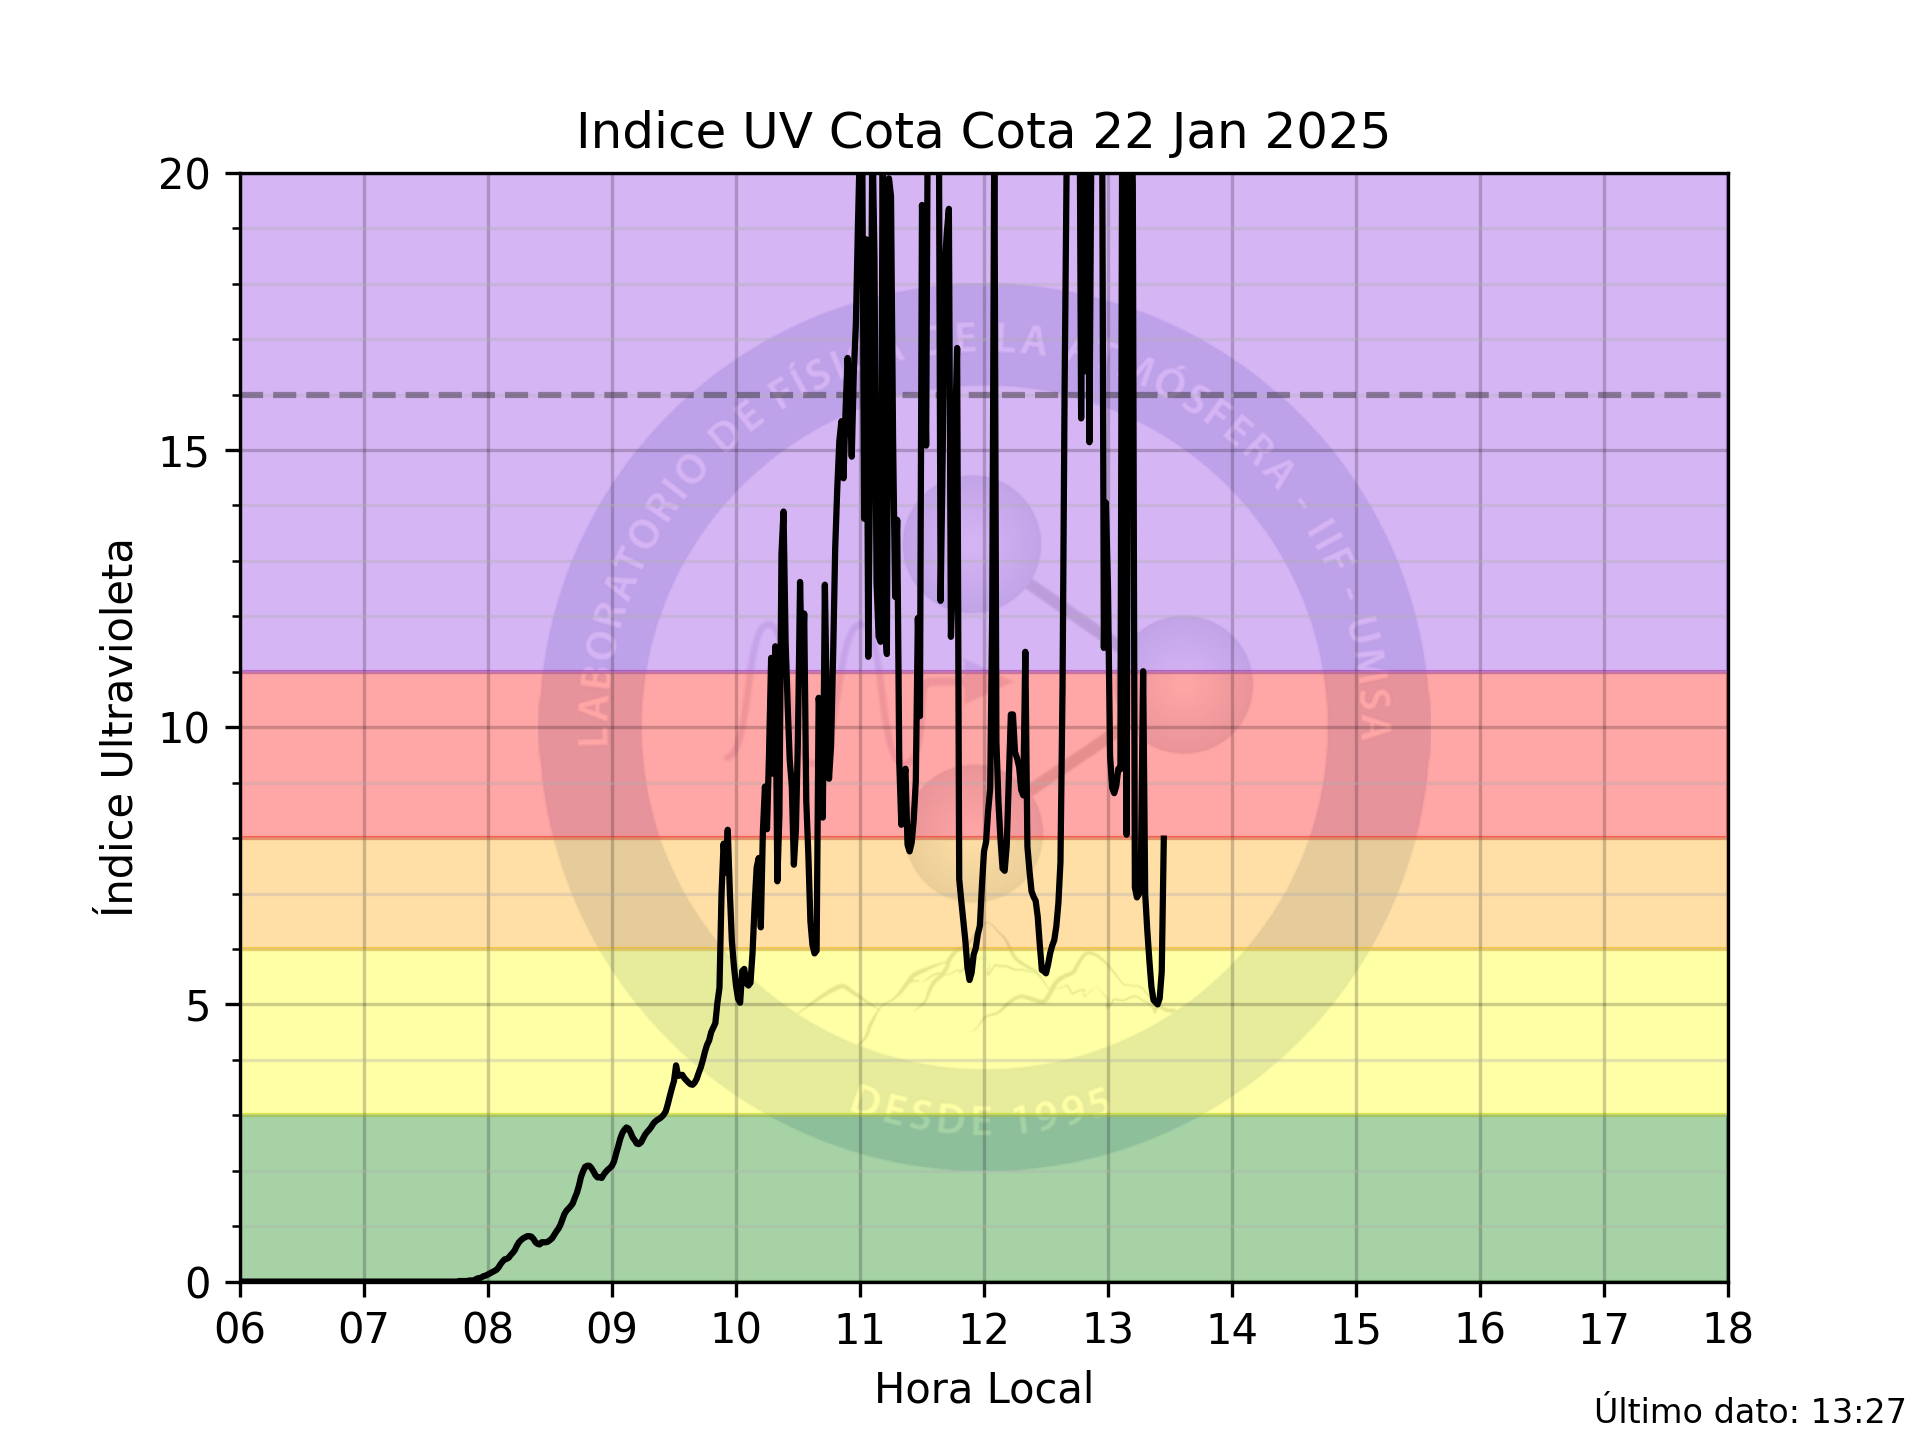 Indice UV Cota Cota 22 Jan 2025
20
15
10
5
0
Índice Ultravioleta
LABORATORIO DE FÍSICA DE LA ATMÓSFERA - IIF - UMSA
DESDE 1995
06 07 08 09 10 11 12 13 14 15 16 17 18
Hora Local
Último dato: 13:27